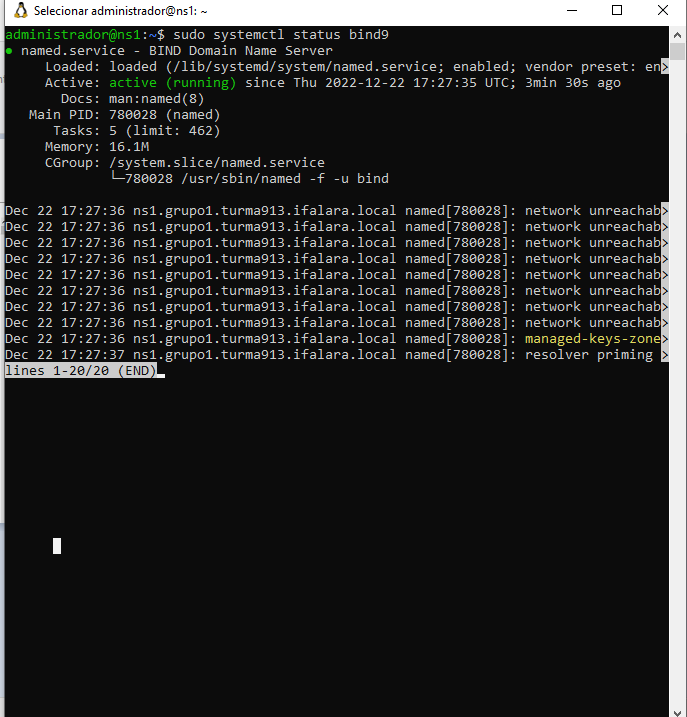 Selecionar administrador@ns1: ~
administrador@ns1:~$ sudo systemctl status bind9
● named.service - BIND Domain Name Server
     Loaded: loaded (/lib/systemd/system/named.service; enabled; vendor preset: en>
     Active: active (running) since Thu 2022-12-22 17:27:35 UTC; 3min 30s ago
       Docs: man:named(8)
   Main PID: 780028 (named)
      Tasks: 5 (limit: 462)
     Memory: 16.1M
     CGroup: /system.slice/named.service
             └─780028 /usr/sbin/named -f -u bind
Dec 22 17:27:36 ns1.grupo1.turma913.ifalara.local named[780028]: network unreachab>
Dec 22 17:27:36 ns1.grupo1.turma913.ifalara.local named[780028]: network unreachab>
Dec 22 17:27:36 ns1.grupo1.turma913.ifalara.local named[780028]: network unreachab>
Dec 22 17:27:36 ns1.grupo1.turma913.ifalara.local named[780028]: network unreachab>
Dec 22 17:27:36 ns1.grupo1.turma913.ifalara.local named[780028]: network unreachab>
Dec 22 17:27:36 ns1.grupo1.turma913.ifalara.local named[780028]: network unreachab>
Dec 22 17:27:36 ns1.grupo1.turma913.ifalara.local named[780028]: network unreachab>
Dec 22 17:27:36 ns1.grupo1.turma913.ifalara.local named[780028]: network unreachab>
Dec 22 17:27:36 ns1.grupo1.turma913.ifalara.local named[780028]: managed-keys-zone>
Dec 22 17:27:37 ns1.grupo1.turma913.ifalara.local named[780028]: resolver priming >
lines 1-20/20 (END)